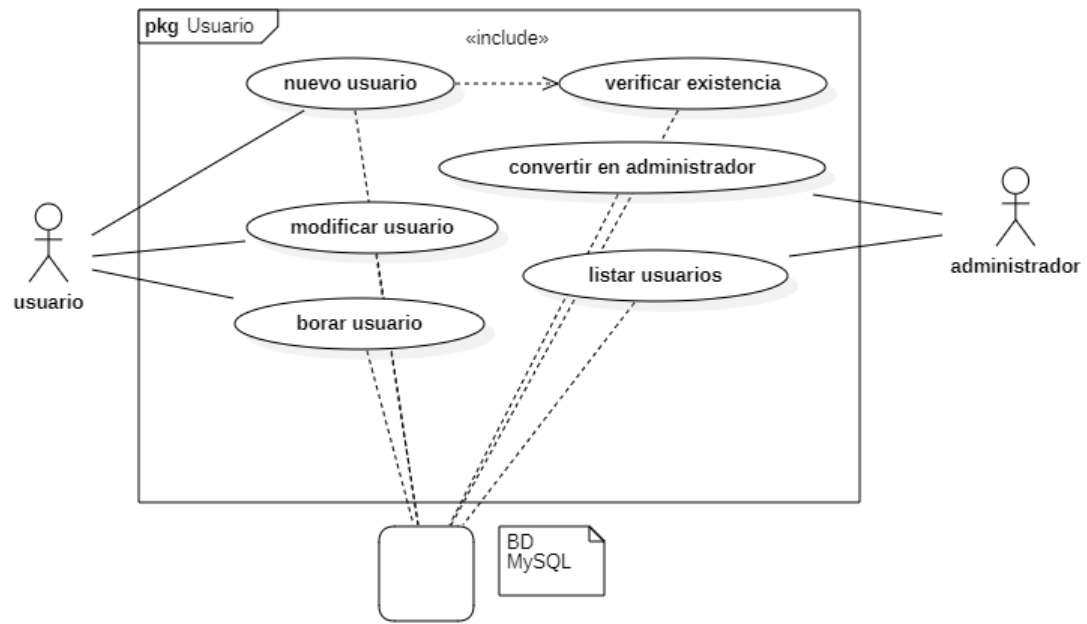 pkg Usuario
«include»
nuevo usuario
verificar existencia
convertir en administrador
modificar usuario
listar usuarios
borar usuario
usuario
administrador
BD
MySQL